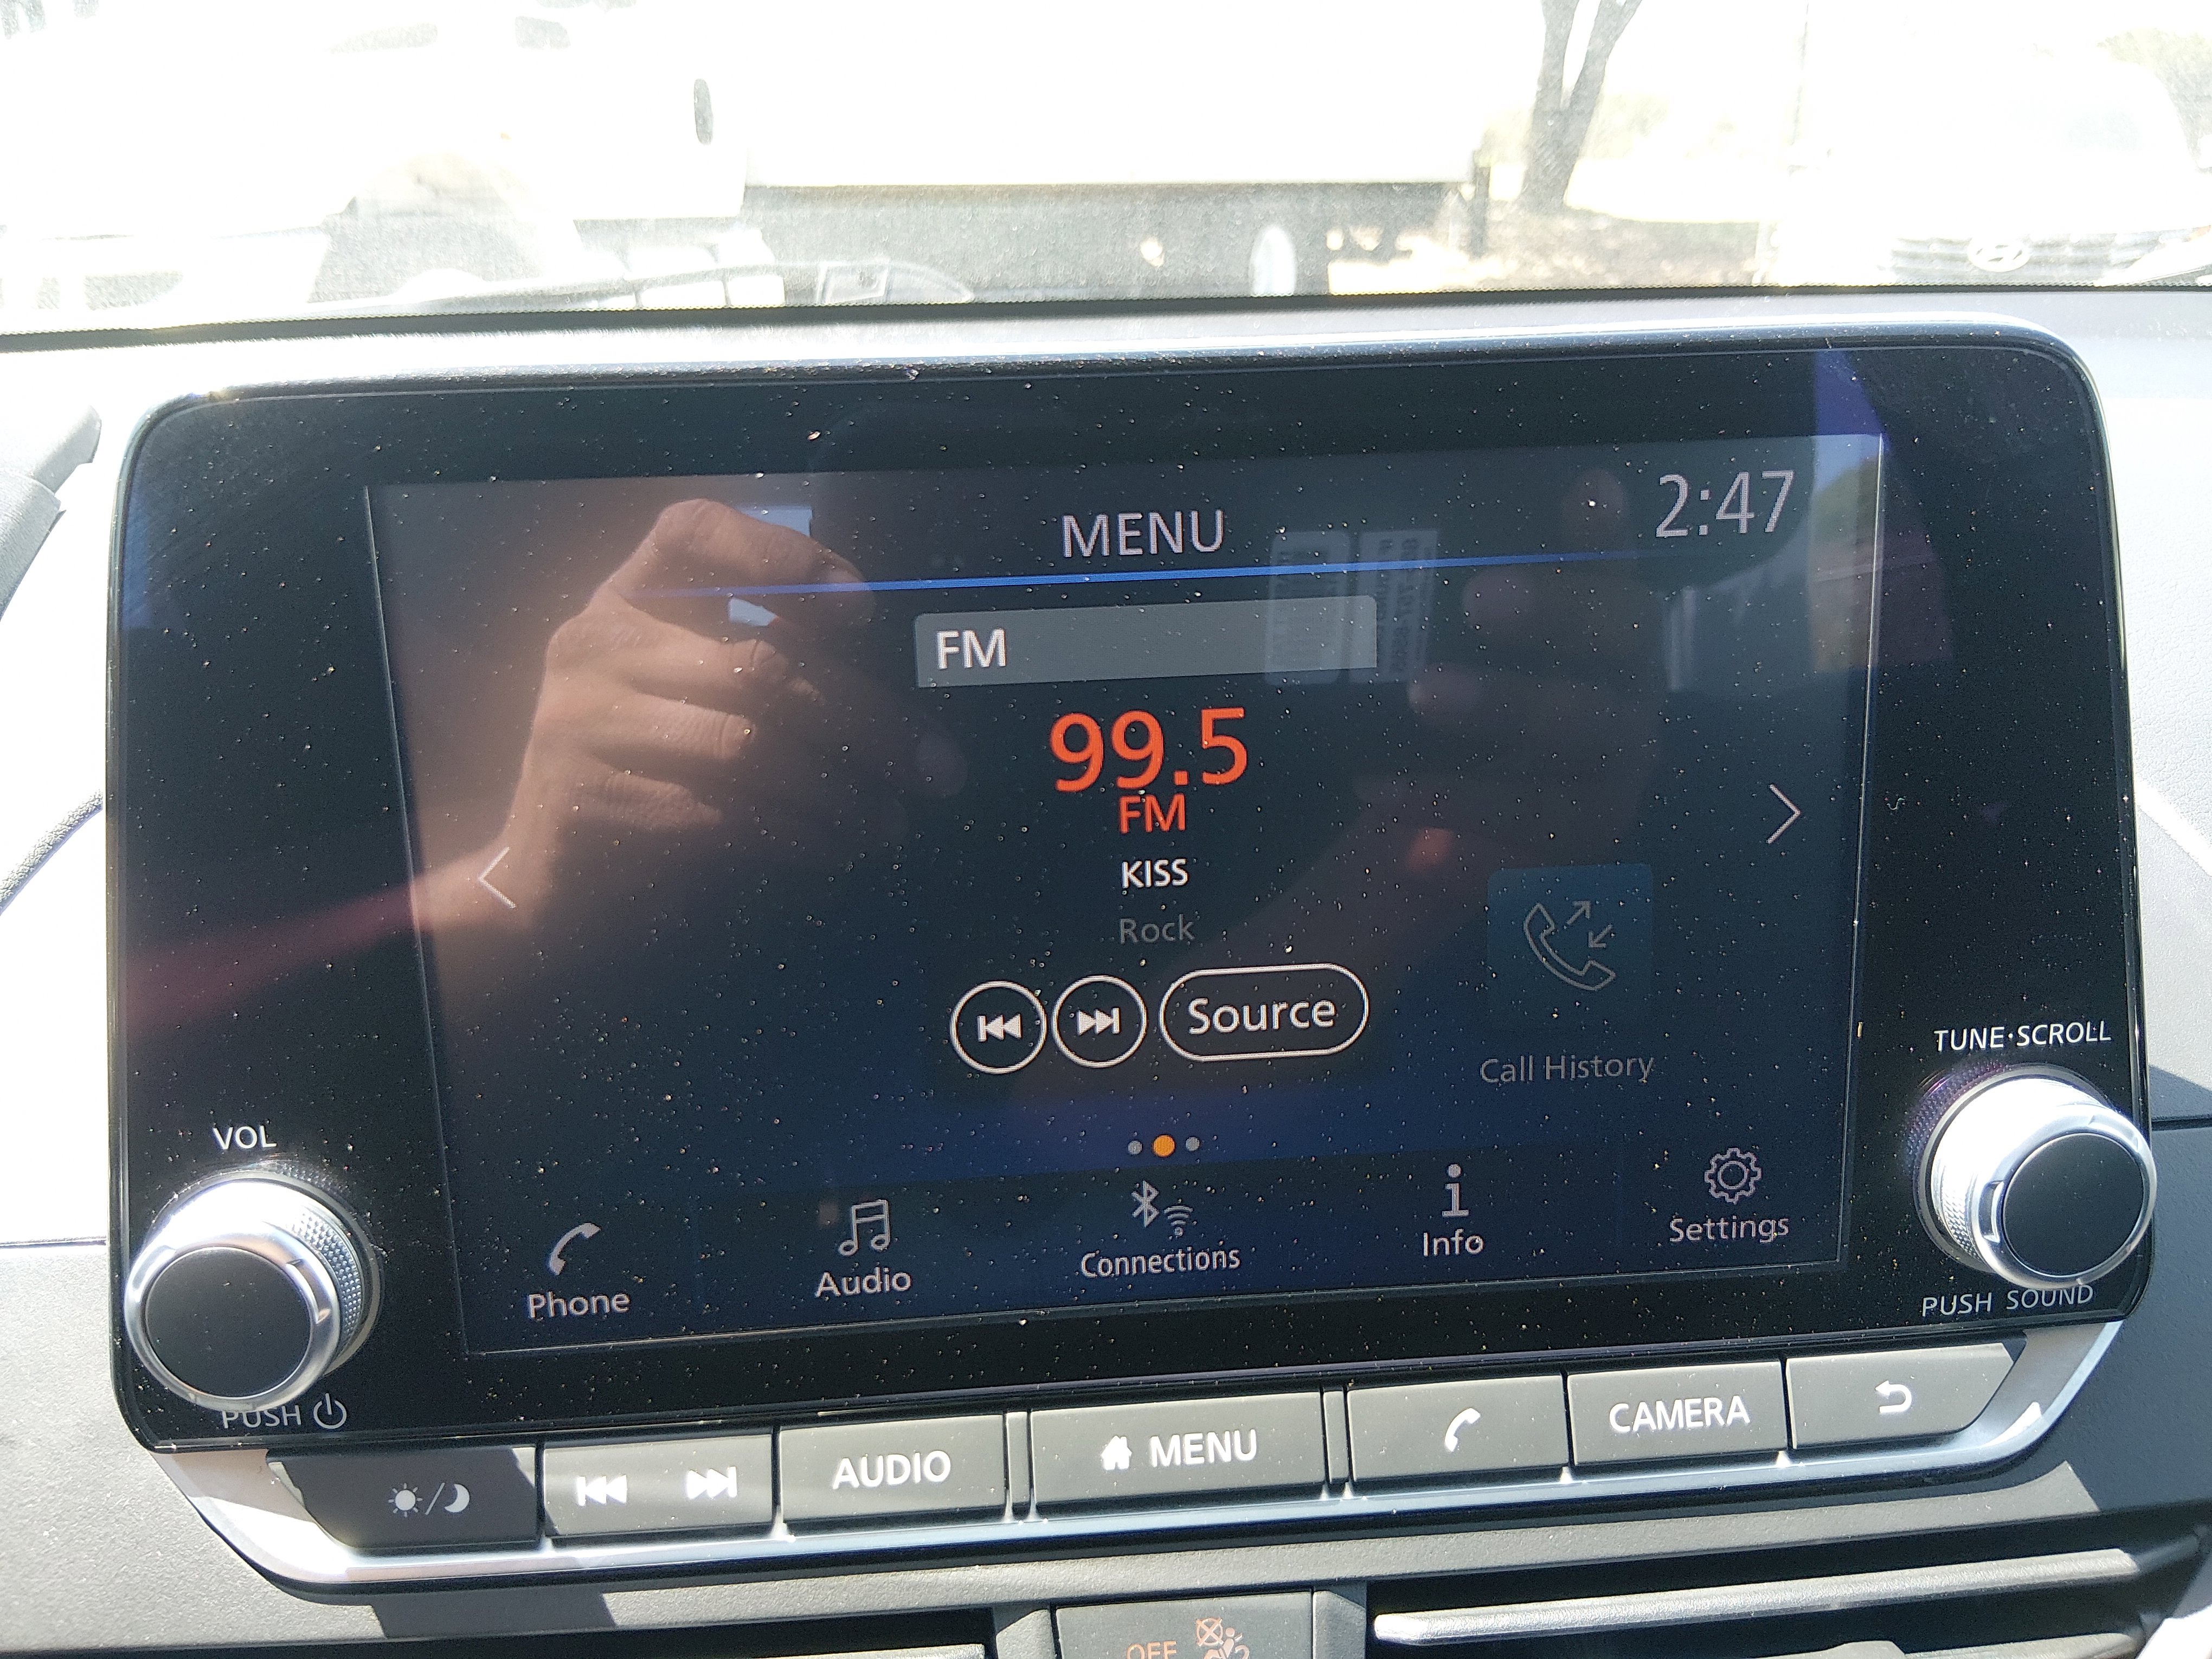 MENU
2:47
FM
99.5
FM
KISS
Rock
Source
Call History
TUNE·SCROLL
VOL
Phone
Audio
Connections
Info
Settings
PUSH SOUND
PUSH
AUDIO
MENU
CAMERA
OFF